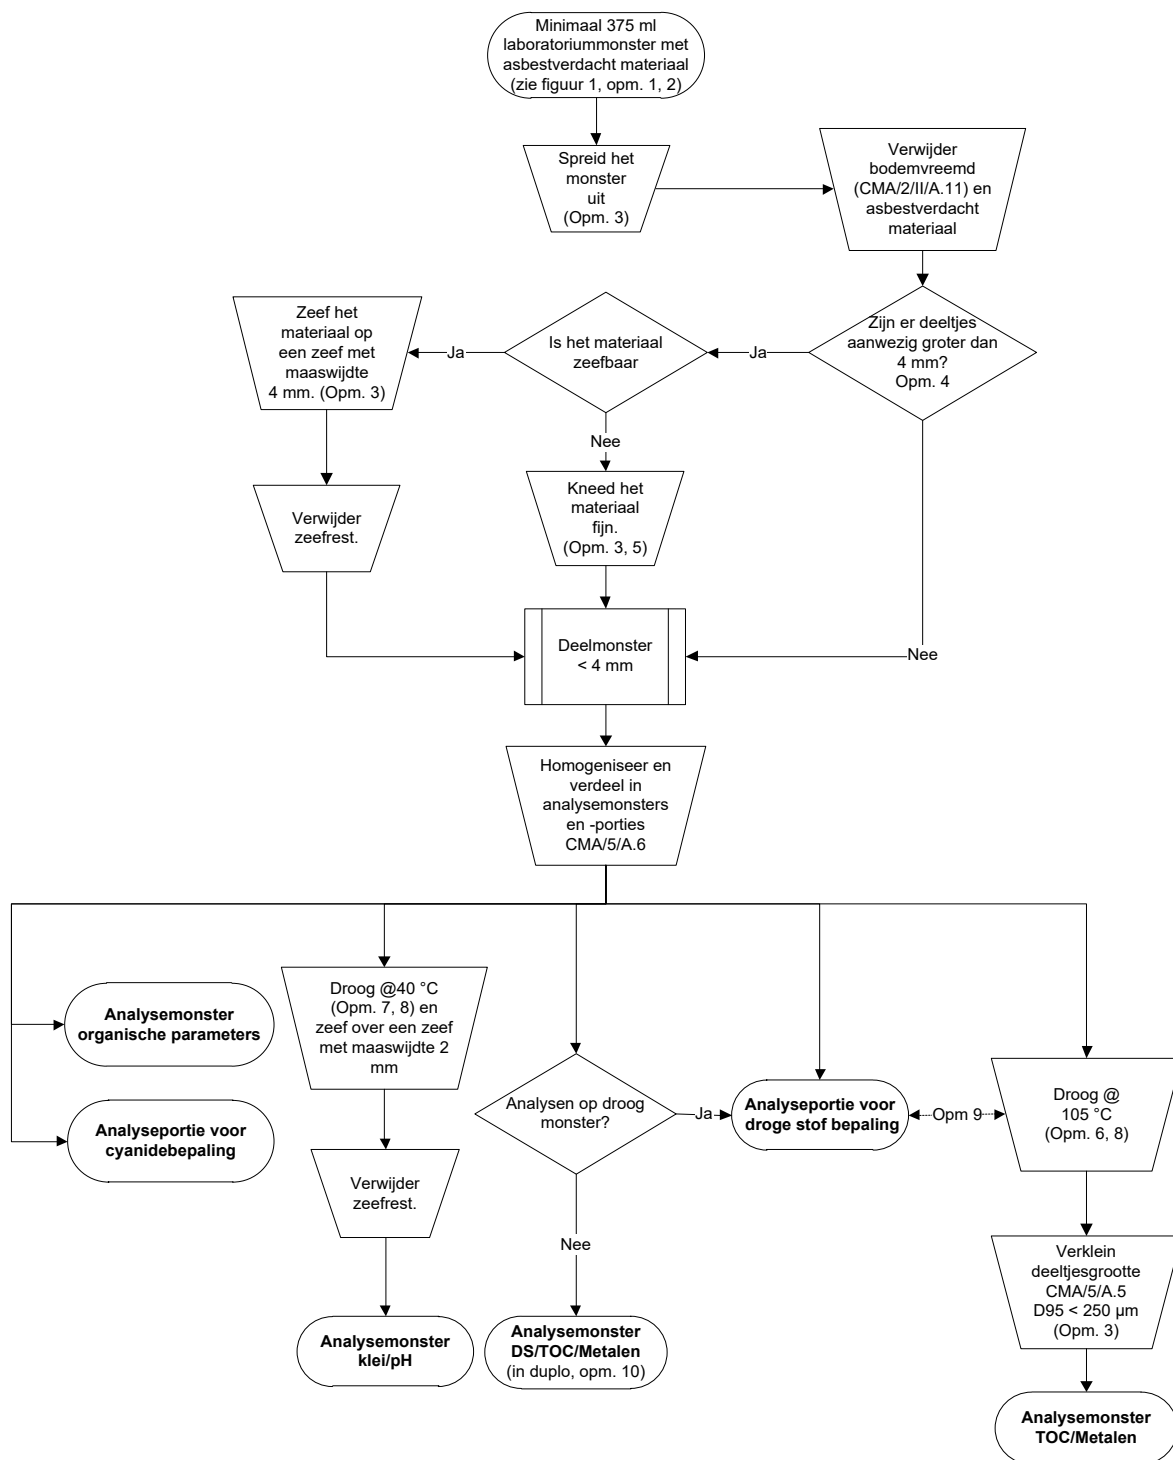 Minimaal 375 ml
laboratoriummonster met
asbestverdacht materiaal
(zie figuur 1, opm. 1, 2)
Spreid het
monster
uit
(Opm. 3)
Verwijder
bodemvreemd
(CMA/2/II/A.11) en
asbestverdacht
materiaal
Zijn er deeltjes
aanwezig groter dan
4 mm?
Opm. 4
Ja
Is het materiaal
zeefbaar
Ja
Zeef het
materiaal op
een zeef met
maaswijdte
4 mm. (Opm. 3)
Nee
Verwijder
zeefrest.
Kneed het
materiaal
fijn.
(Opm. 3, 5)
Nee
Deelmonster
< 4 mm
Homogeniseer en
verdeel in
analysemonsters
en -porties
CMA/5/A.6
Analysemonster
organische parameters
Analyseportie voor
cyanidebepaling
Droog @40 °C
(Opm. 7, 8) en
zeef over een zeef
met maaswijdte 2
mm
Verwijder
zeefrest.
Analysemonster
klei/pH
Analysen op droog
monster?
Ja
Nee
Analysemonster
DS/TOC/Metalen
(in duplo, opm. 10)
Analyseportie voor
droge stof bepaling
Opm 9
Droog @
105 °C
(Opm. 6, 8)
Verklein
deeltjesgrootte
CMA/5/A.5
D95 < 250 µm
(Opm. 3)
Analysemonster
TOC/Metalen